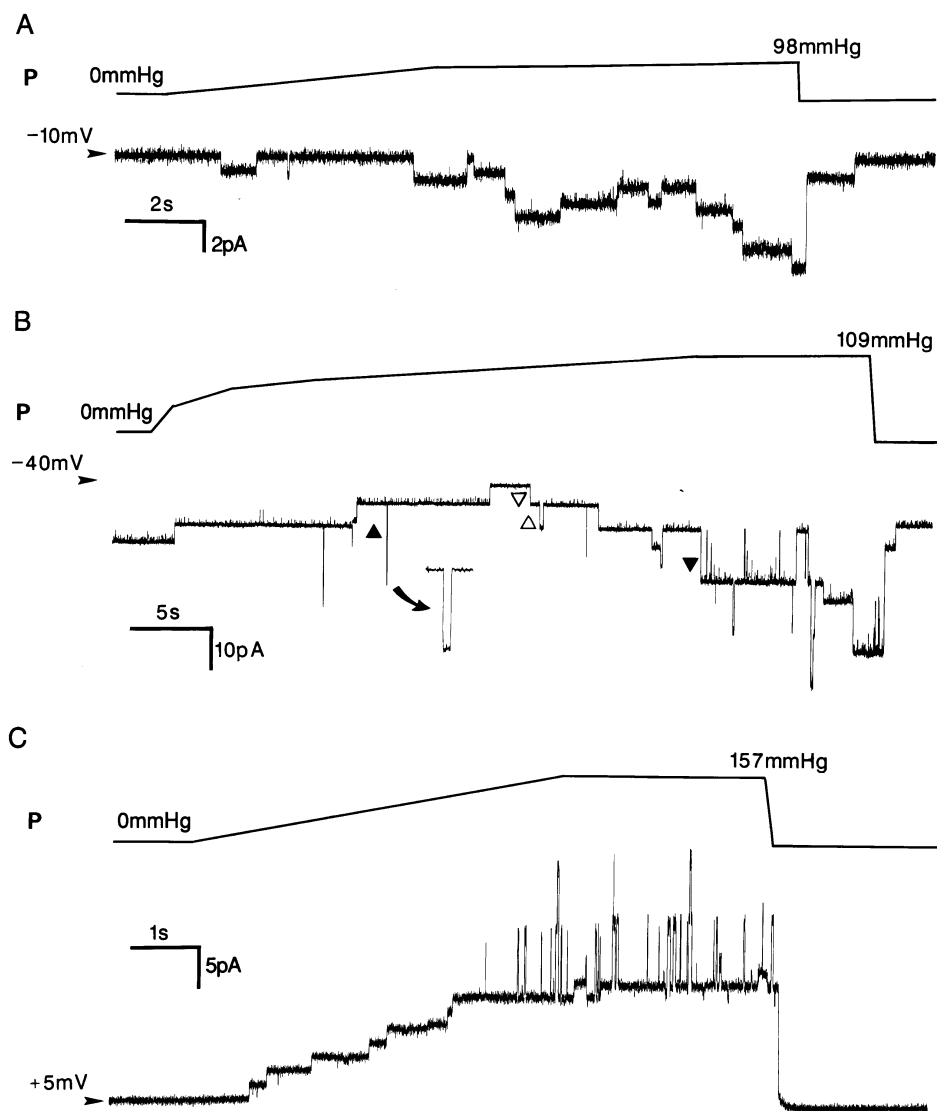 A
P
0mmHg
98mmHg
−10mV
2s
2pA
B
P
0mmHg
109mmHg
−40mV
5s
10pA
C
P
0mmHg
157mmHg
1s
5pA
+5mV